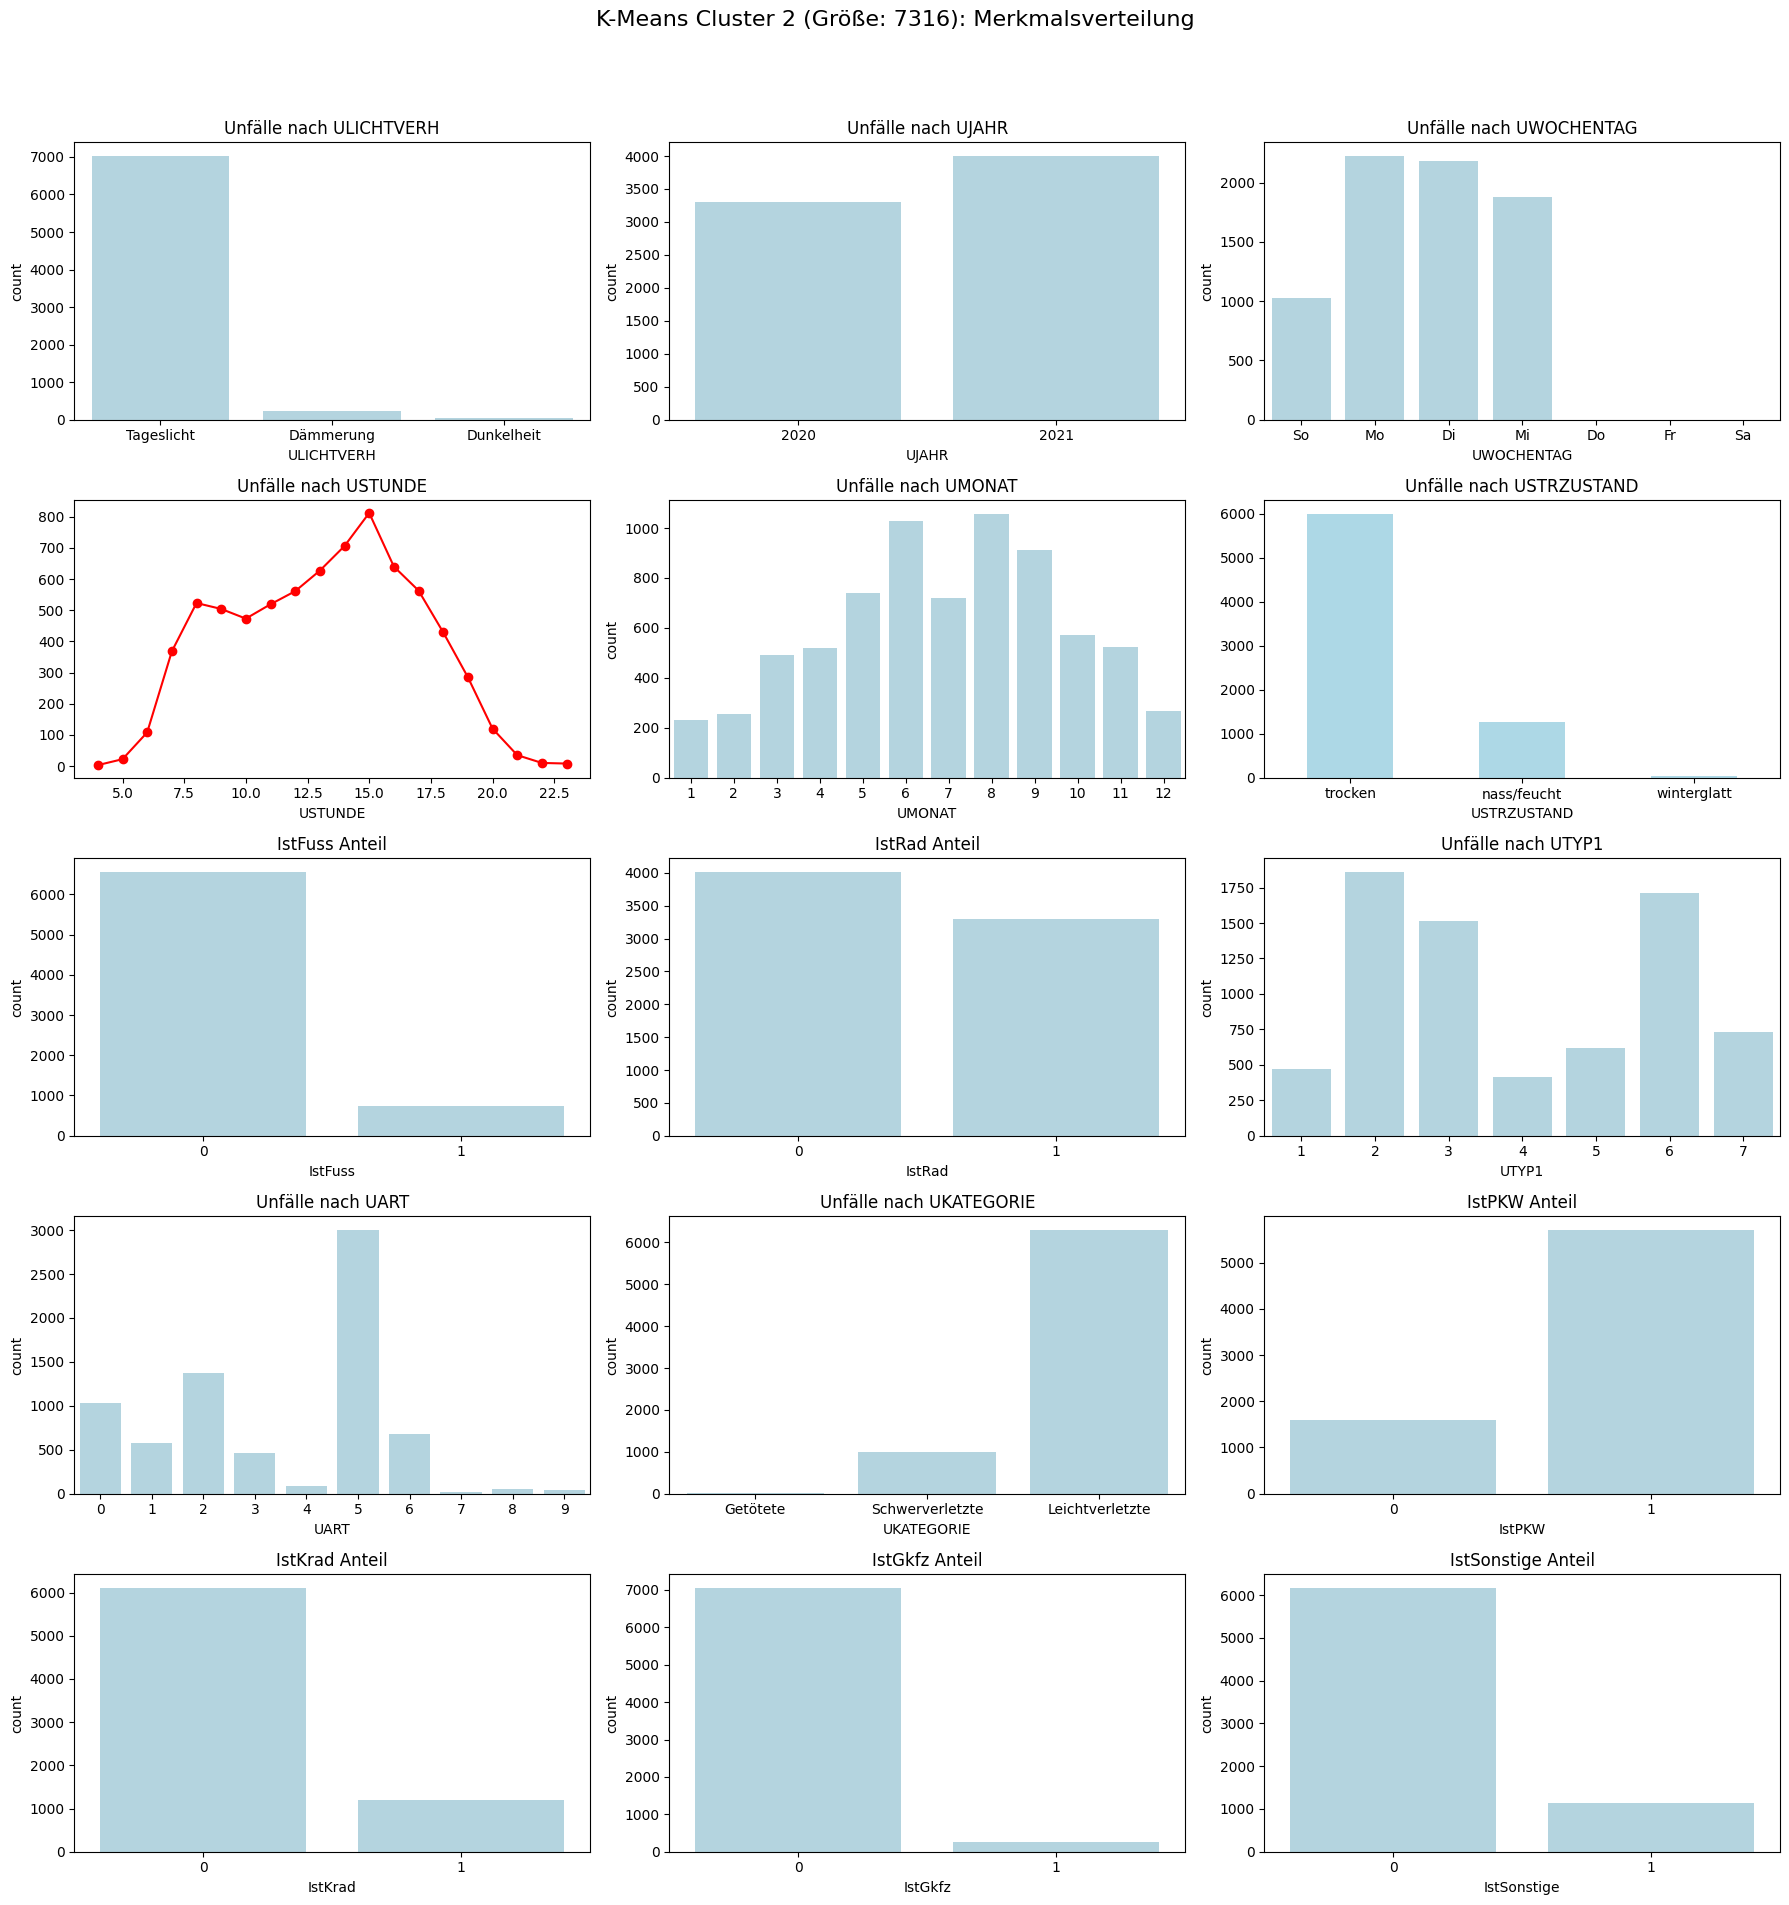 K-Means Cluster 2 (Größe: 7316): Merkmalsverteilung
Unfälle nach ULICHTVERH
7000
6000
5000
4000
3000
2000
1000
0
count
Tageslicht Dämmerung Dunkelheit
ULICHTVERH
Unfälle nach UJAHR
4000
3500
3000
2500
2000
1500
1000
500
0
count
2020 2021
UJAHR
Unfälle nach UWOCHENTAG
2000
1500
1000
500
0
count
So Mo Di Mi Do Fr Sa
UWOCHENTAG
Unfälle nach USTUNDE
800
700
600
500
400
300
200
100
0
5.0 7.5 10.0 12.5 15.0 17.5 20.0 22.5
USTUNDE
Unfälle nach UMONAT
1000
800
600
400
200
0
count
1 2 3 4 5 6 7 8 9 10 11 12
UMONAT
Unfälle nach USTRZUSTAND
6000
5000
4000
3000
2000
1000
0
trocken nass/feucht winterglatt
USTRZUSTAND
IstFuss Anteil
6000
5000
4000
3000
2000
1000
0
count
0 1
IstFuss
IstRad Anteil
4000
3500
3000
2500
2000
1500
1000
500
0
count
0 1
IstRad
Unfälle nach UTYP1
1750
1500
1250
1000
750
500
250
0
count
1 2 3 4 5 6 7
UTYP1
Unfälle nach UART
3000
2500
2000
1500
1000
500
0
count
0 1 2 3 4 5 6 7 8 9
UART
Unfälle nach UKATEGORIE
6000
5000
4000
3000
2000
1000
0
count
Getötete Schwerverletzte Leichtverletzte
UKATEGORIE
IstPKW Anteil
5000
4000
3000
2000
1000
0
count
0 1
IstPKW
IstKrad Anteil
6000
5000
4000
3000
2000
1000
0
count
0 1
IstKrad
IstGkfz Anteil
7000
6000
5000
4000
3000
2000
1000
0
count
0 1
IstGkfz
IstSonstige Anteil
6000
5000
4000
3000
2000
1000
0
count
0 1
IstSonstige